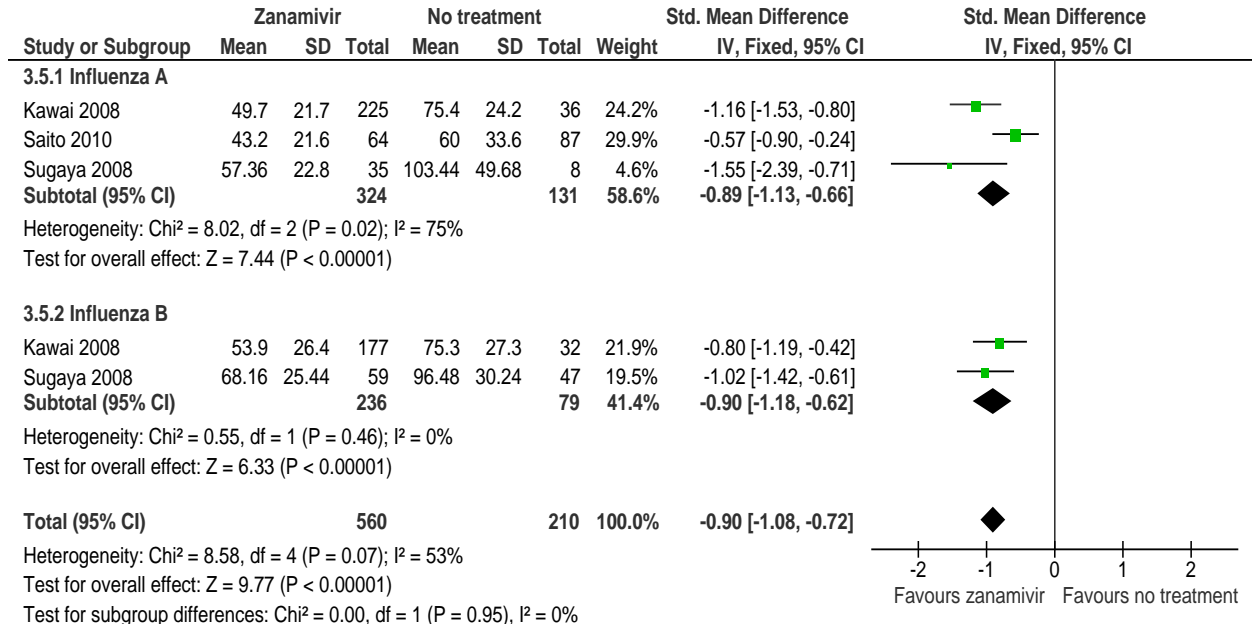 Zanamivir No treatment Std. Mean Difference Std. Mean Difference
Study or Subgroup Mean SD Total Mean SD Total Weight IV, Fixed, 95% CI IV, Fixed, 95% CI
3.5.1 Influenza A
Kawai 2008 49.7 21.7 225 75.4 24.2 36 24.2% -1.16 [-1.53, -0.80]
Saito 2010 43.2 21.6 64 60 33.6 87 29.9% -0.57 [-0.90, -0.24]
Sugaya 2008 57.36 22.8 35 103.44 49.68 8 4.6% -1.55 [-2.39, -0.71]
Subtotal (95% CI) 324 131 58.6% -0.89 [-1.13, -0.66]
Heterogeneity: Chi² = 8.02, df = 2 (P = 0.02); I² = 75%
Test for overall effect: Z = 7.44 (P < 0.00001)
3.5.2 Influenza B
Kawai 2008 53.9 26.4 177 75.3 27.3 32 21.9% -0.80 [-1.19, -0.42]
Sugaya 2008 68.16 25.44 59 96.48 30.24 47 19.5% -1.02 [-1.42, -0.61]
Subtotal (95% CI) 236 79 41.4% -0.90 [-1.18, -0.62]
Heterogeneity: Chi² = 0.55, df = 1 (P = 0.46); I² = 0%
Test for overall effect: Z = 6.33 (P < 0.00001)
Total (95% CI) 560 210 100.0% -0.90 [-1.08, -0.72]
Heterogeneity: Chi² = 8.58, df = 4 (P = 0.07); I² = 53%
Test for overall effect: Z = 9.77 (P < 0.00001)
Test for subgroup differences: Chi² = 0.00, df = 1 (P = 0.95), I² = 0%
-2 -1 0 1 2
Favours zanamivir Favours no treatment